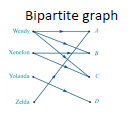 Bipartite graph
Wendy A
Xenefon B
Yolanda C
Zelda D